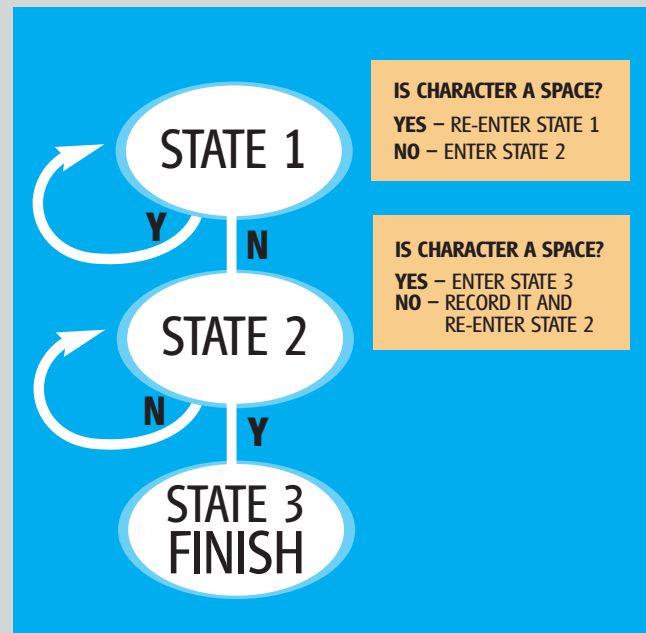 STATE 1
Y
N
STATE 2
N
Y
STATE 3
FINISH
IS CHARACTER A SPACE?
YES – RE-ENTER STATE 1
NO – ENTER STATE 2
IS CHARACTER A SPACE?
YES – ENTER STATE 3
NO – RECORD IT AND
RE-ENTER STATE 2